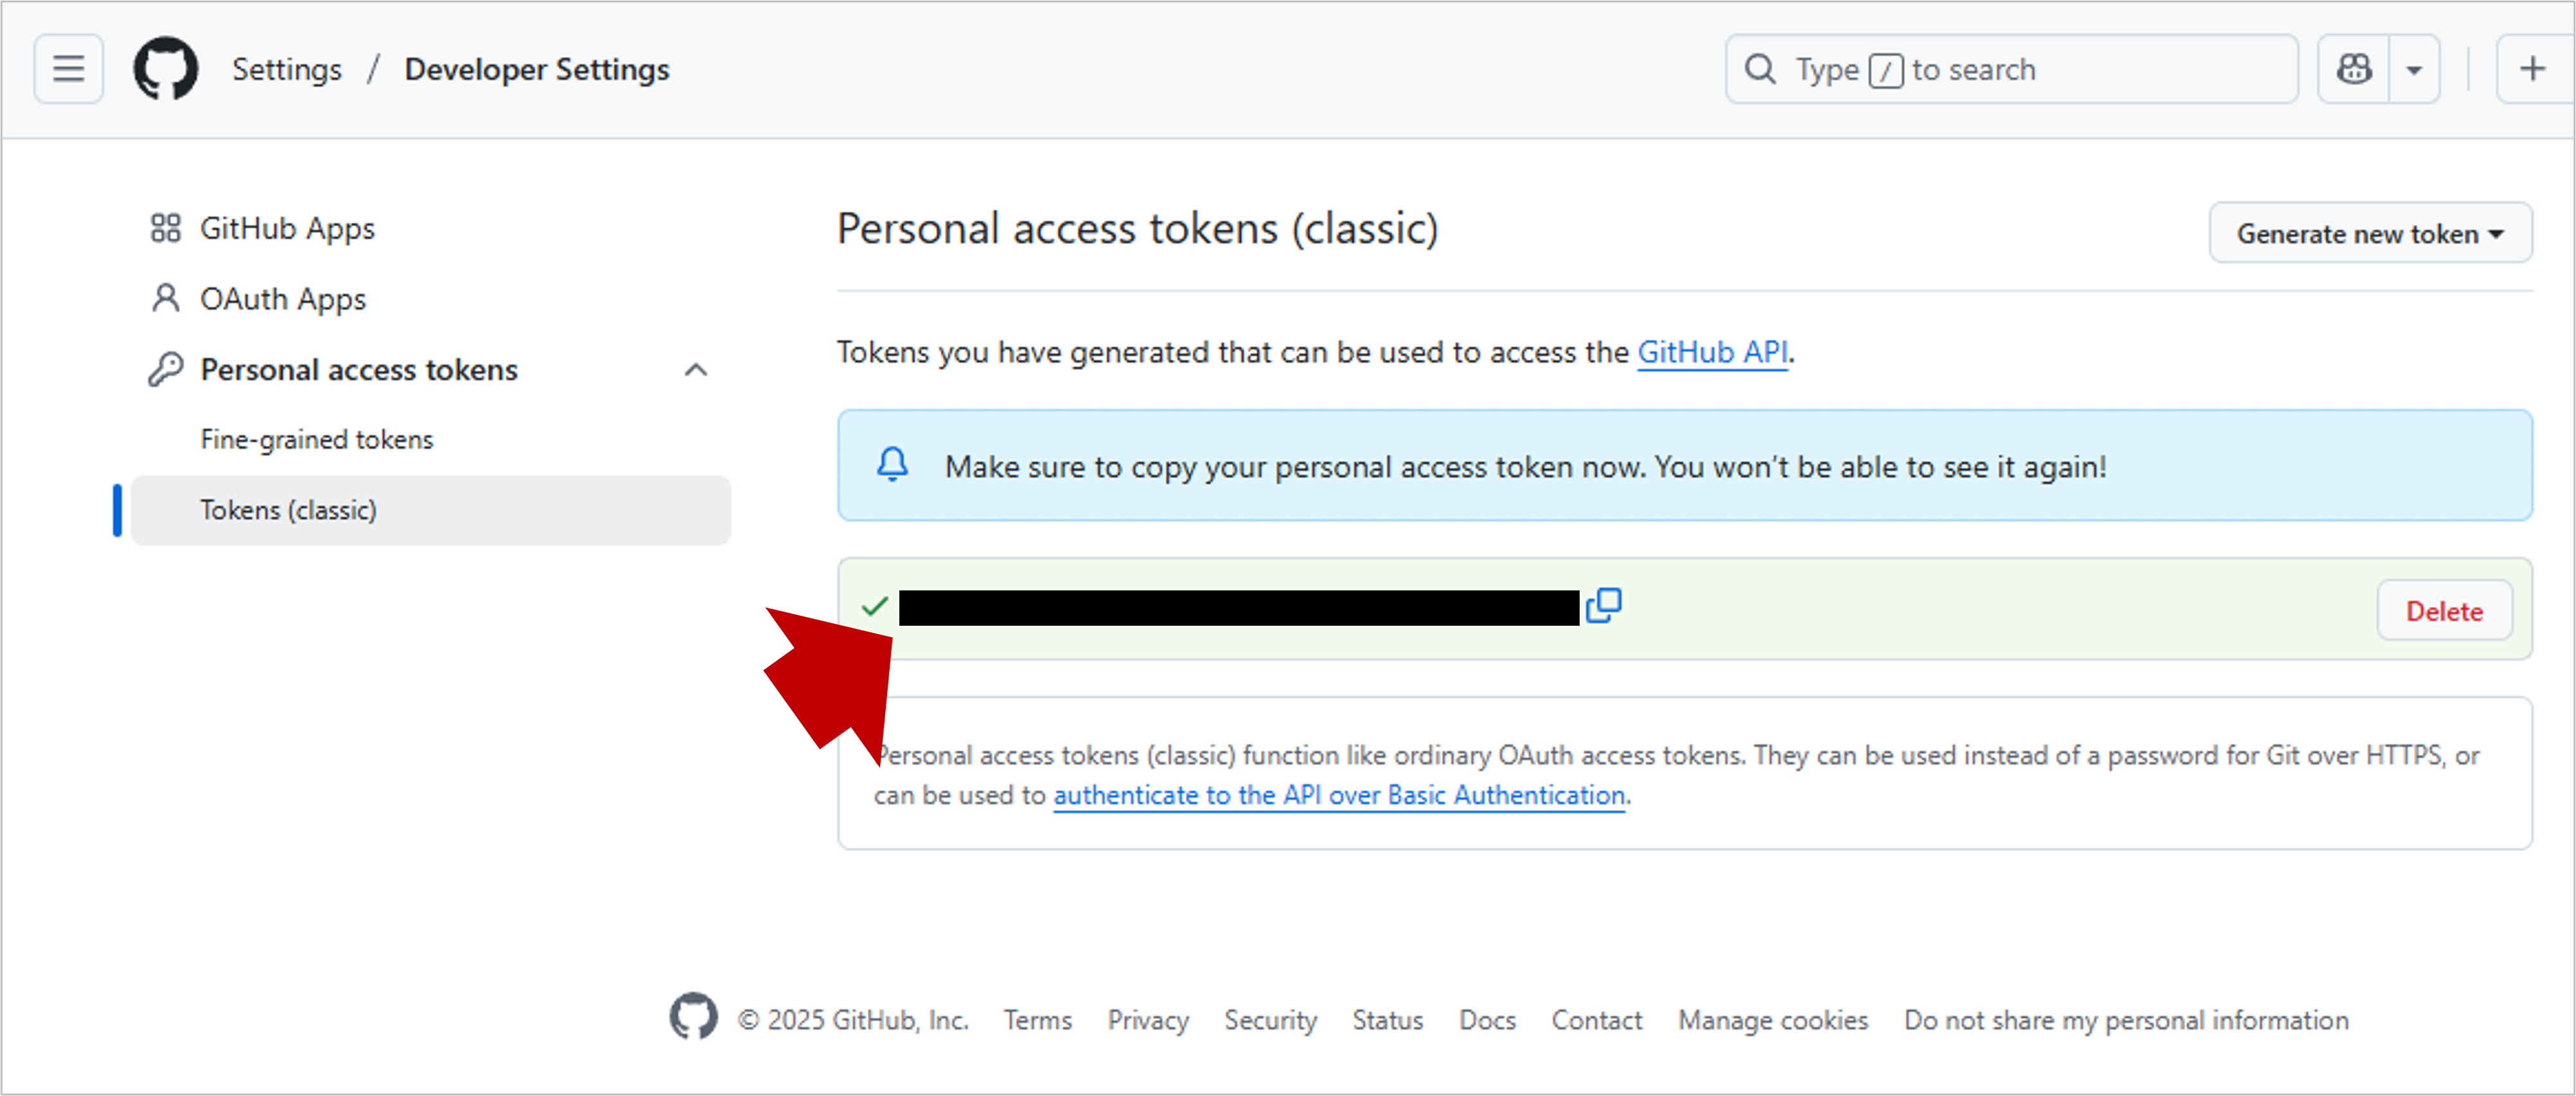 Settings / Developer Settings
Type / to search
GitHub Apps
OAuth Apps
Personal access tokens
Fine-grained tokens
Tokens (classic)
Personal access tokens (classic)
Generate new token
Tokens you have generated that can be used to access the GitHub API.
Make sure to copy your personal access token now. You won’t be able to see it again!
Delete
Personal access tokens (classic) function like ordinary OAuth access tokens. They can be used instead of a password for Git over HTTPS, or
can be used to authenticate to the API over Basic Authentication.
© 2025 GitHub, Inc. Terms Privacy Security Status Docs Contact Manage cookies Do not share my personal information